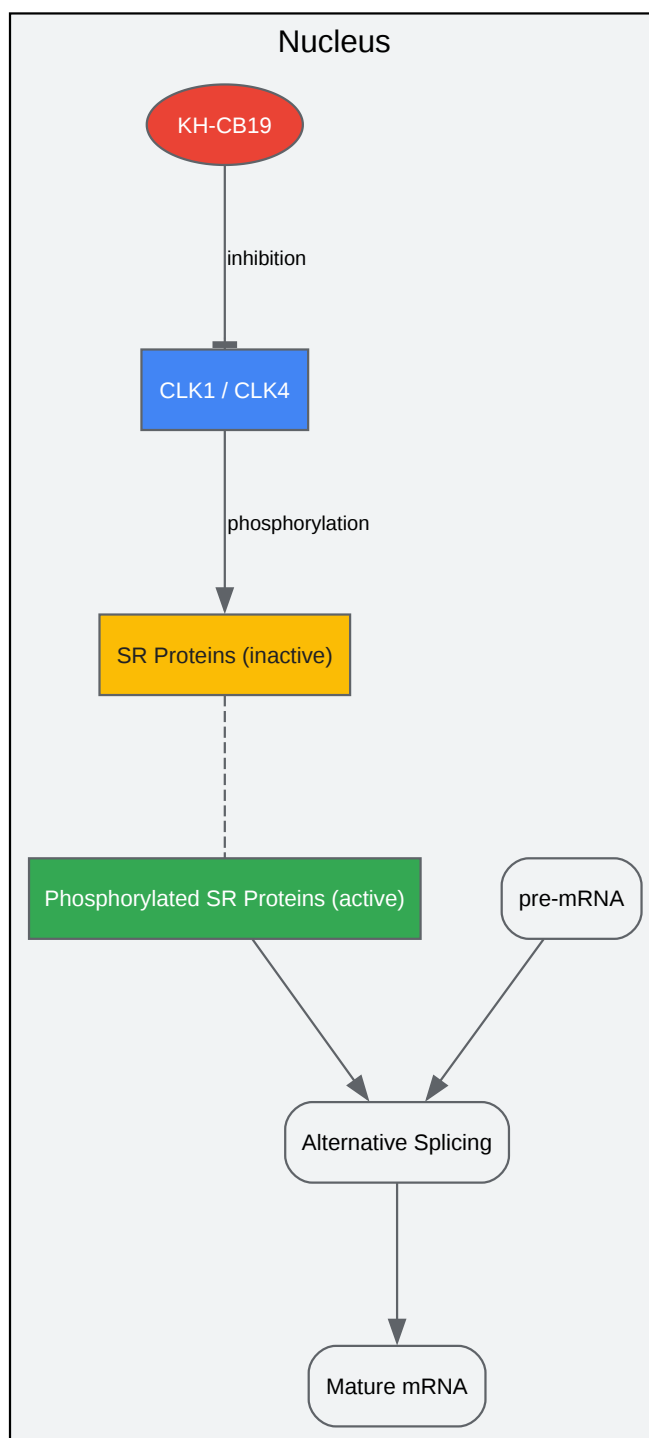 Nucleus
KH-CB19
inhibition
CLK1 / CLK4
phosphorylation
SR Proteins (inactive)
Phosphorylated SR Proteins (active)
pre-mRNA
Alternative Splicing
Mature mRNA